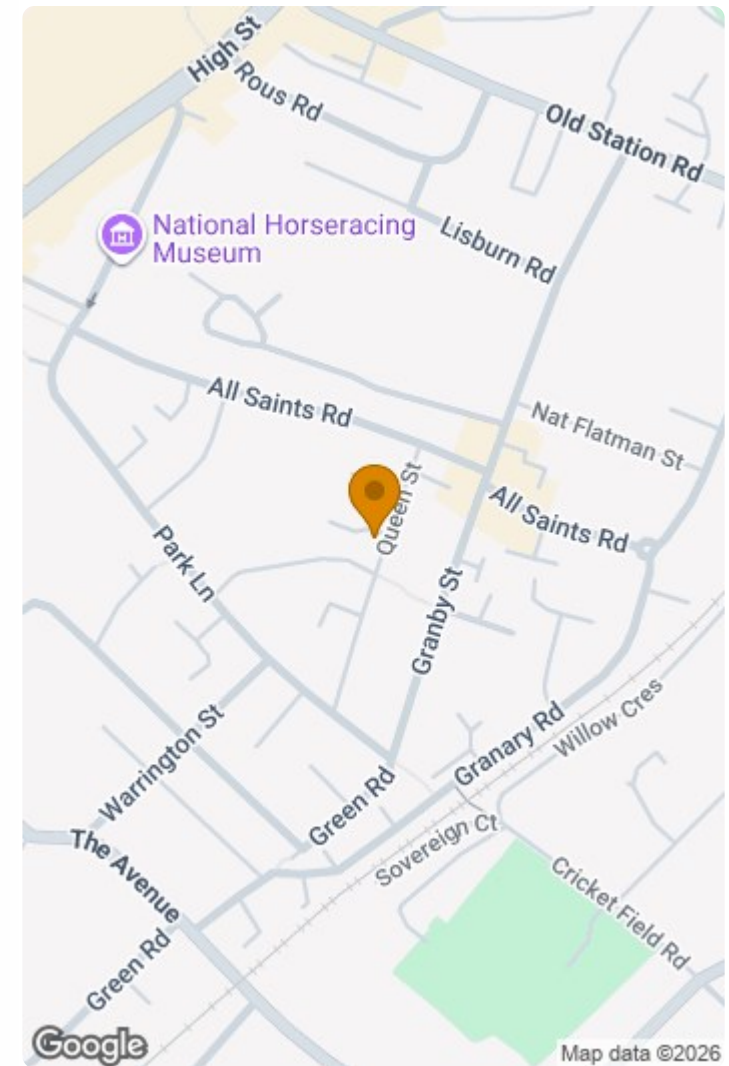 High St
Rous Rd
Old Station Rd
National Horseracing
Museum
Lisburn Rd
All Saints Rd
Nat Flatman St
Queen St
All Saints Rd
Park Ln
Granby St
Warrington St
Granary Rd
Willow Cres
Green Rd
The Avenue
Sovereign Ct
Cricket Field Rd
Green Rd
Google
Map data ©2026